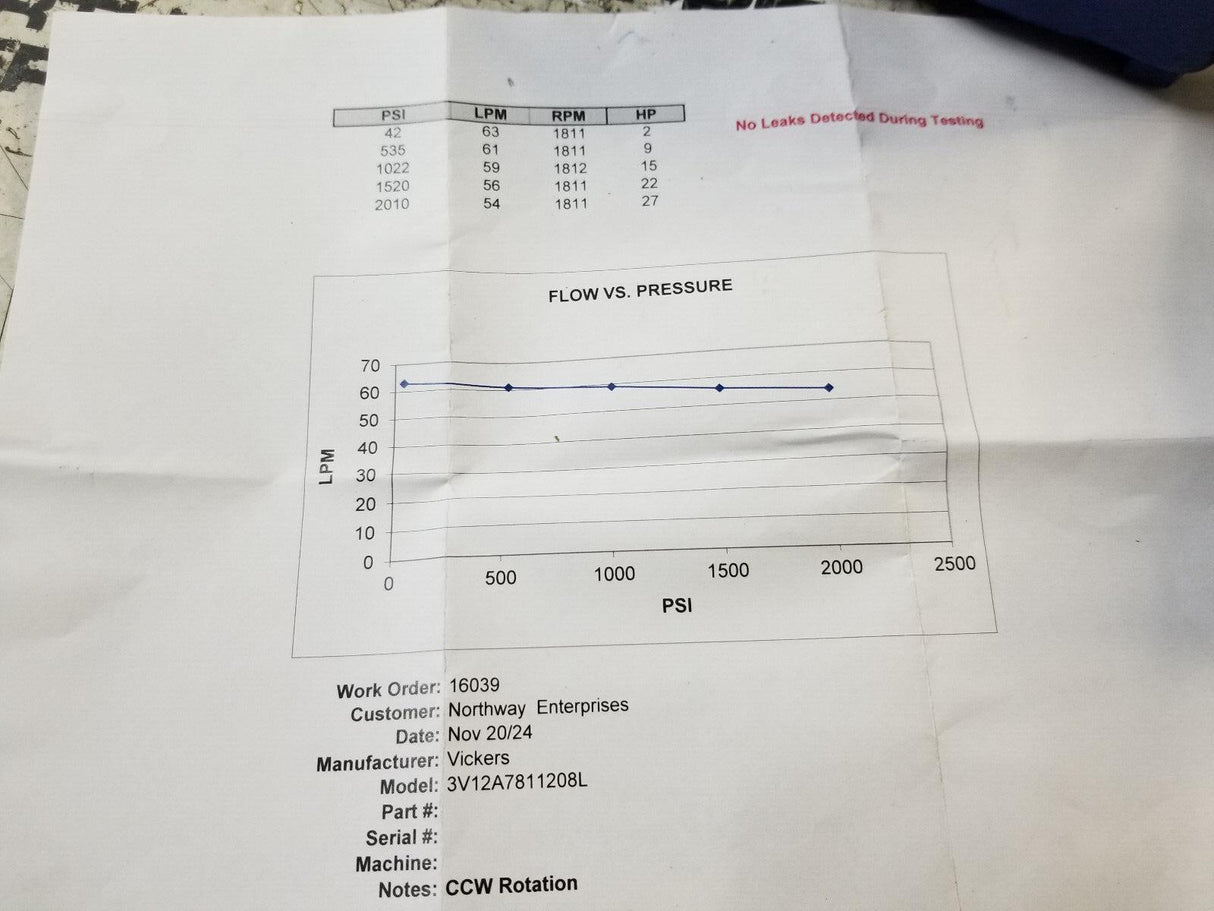 PSI LPM RPM HP
42 63 1811 2
535 61 1811 9
1022 59 1812 15
1520 56 1811 22
2010 54 1811 27
No Leaks Detected During Testing
FLOW VS. PRESSURE
70
60
50
40
30
20
10
0
LPM
0 500 1000 1500 2000 2500
PSI
Work Order: 16039
Customer: Northway Enterprises
Date: Nov 20/24
Manufacturer: Vickers
Model: 3V12A7811208L
Part #:
Serial #:
Machine:
Notes: CCW Rotation